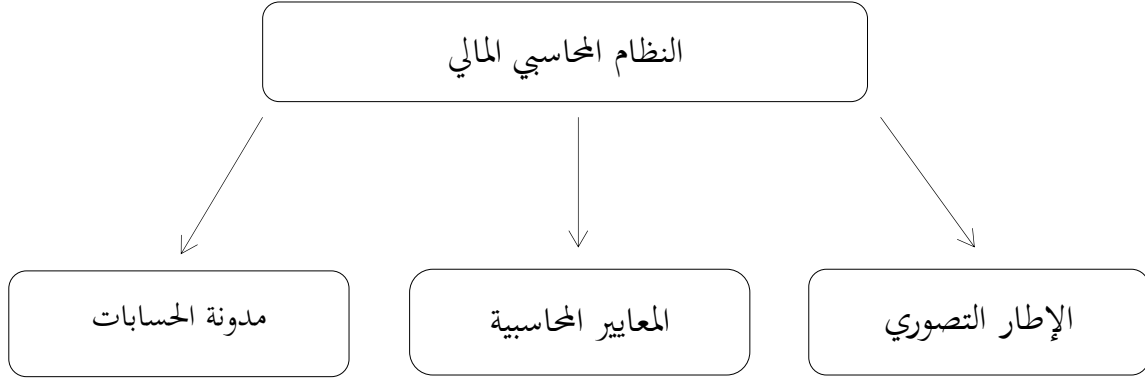 النظام المحاسبي المالي
الإطار التصوري
المعايير المحاسبية
مدونة الحسابات